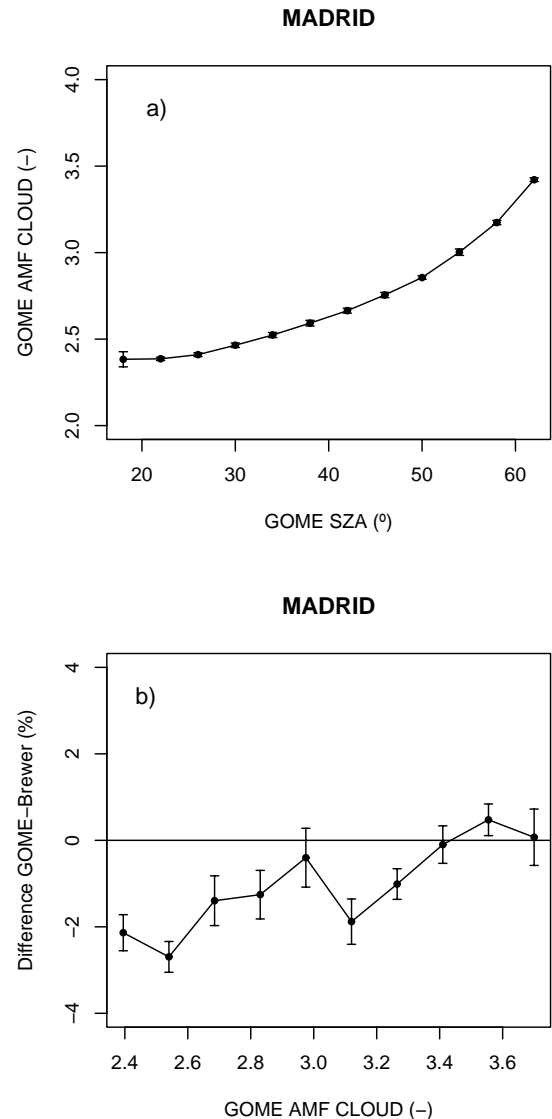 MADRID
a)
GOME AMF CLOUD (−)
4.0
3.5
3.0
2.5
2.0
20 30 40 50 60
GOME SZA (º)
MADRID
b)
Difference GOME−Brewer (%)
4
2
0
−2
−4
2.4 2.6 2.8 3.0 3.2 3.4 3.6
GOME AMF CLOUD (−)